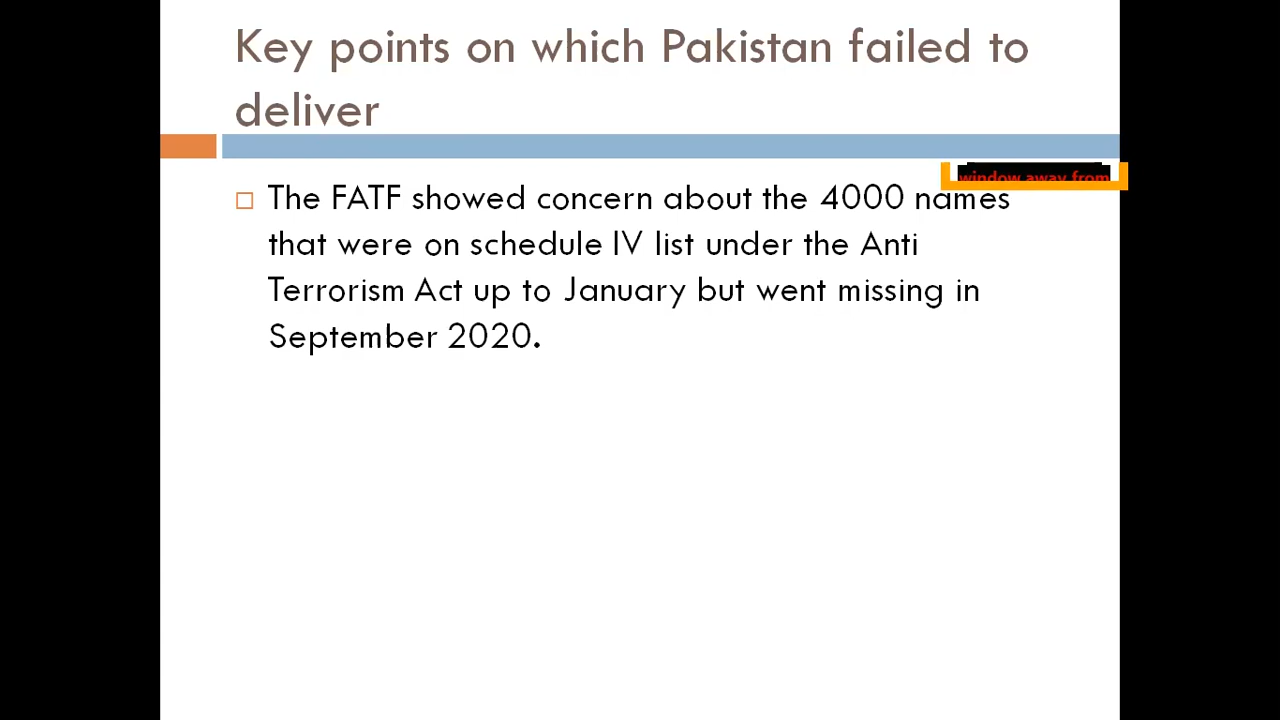 Key points on which Pakistan failed to
deliver
window away from
The FATF showed concern about the 4000 names
that were on schedule IV list under the Anti
Terrorism Act up to January but went missing in
September 2020.